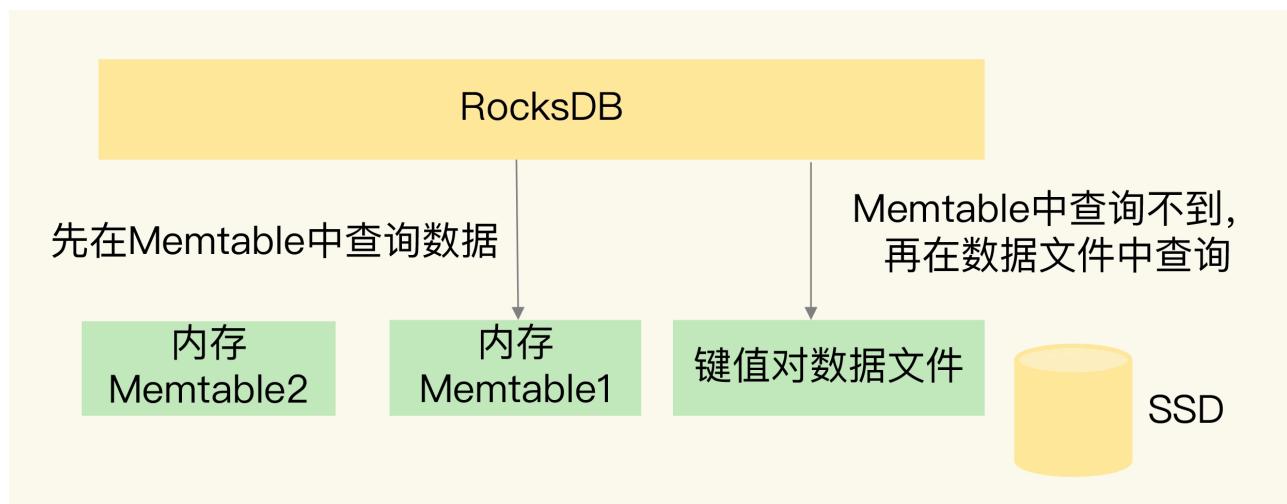 RocksDB
先在Memtable中查询数据
Memtable中查询不到，
再在数据文件中查询
内存
Memtable2
内存
Memtable1
键值对数据文件
SSD